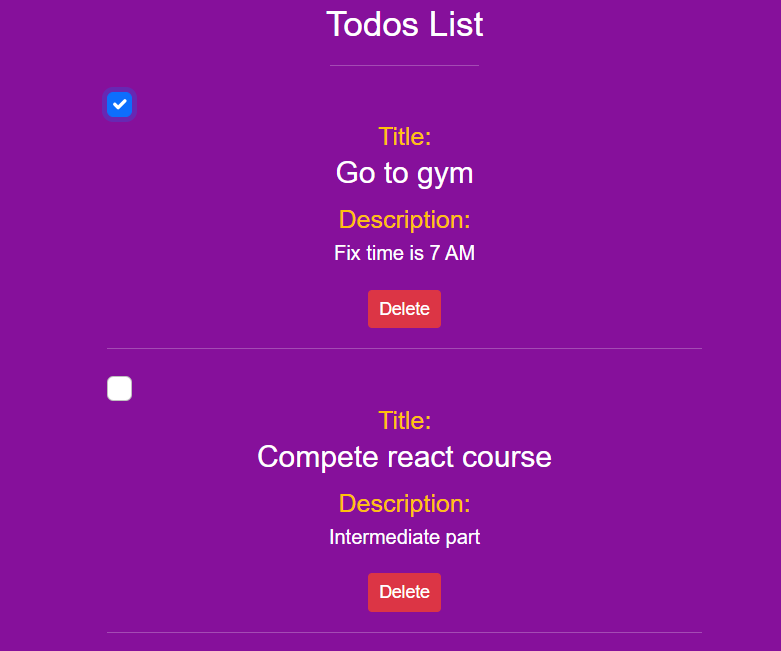 Todos List
Title:
Go to gym
Description:
Fix time is 7 AM
Delete
Title:
Compete react course
Description:
Intermediate part
Delete